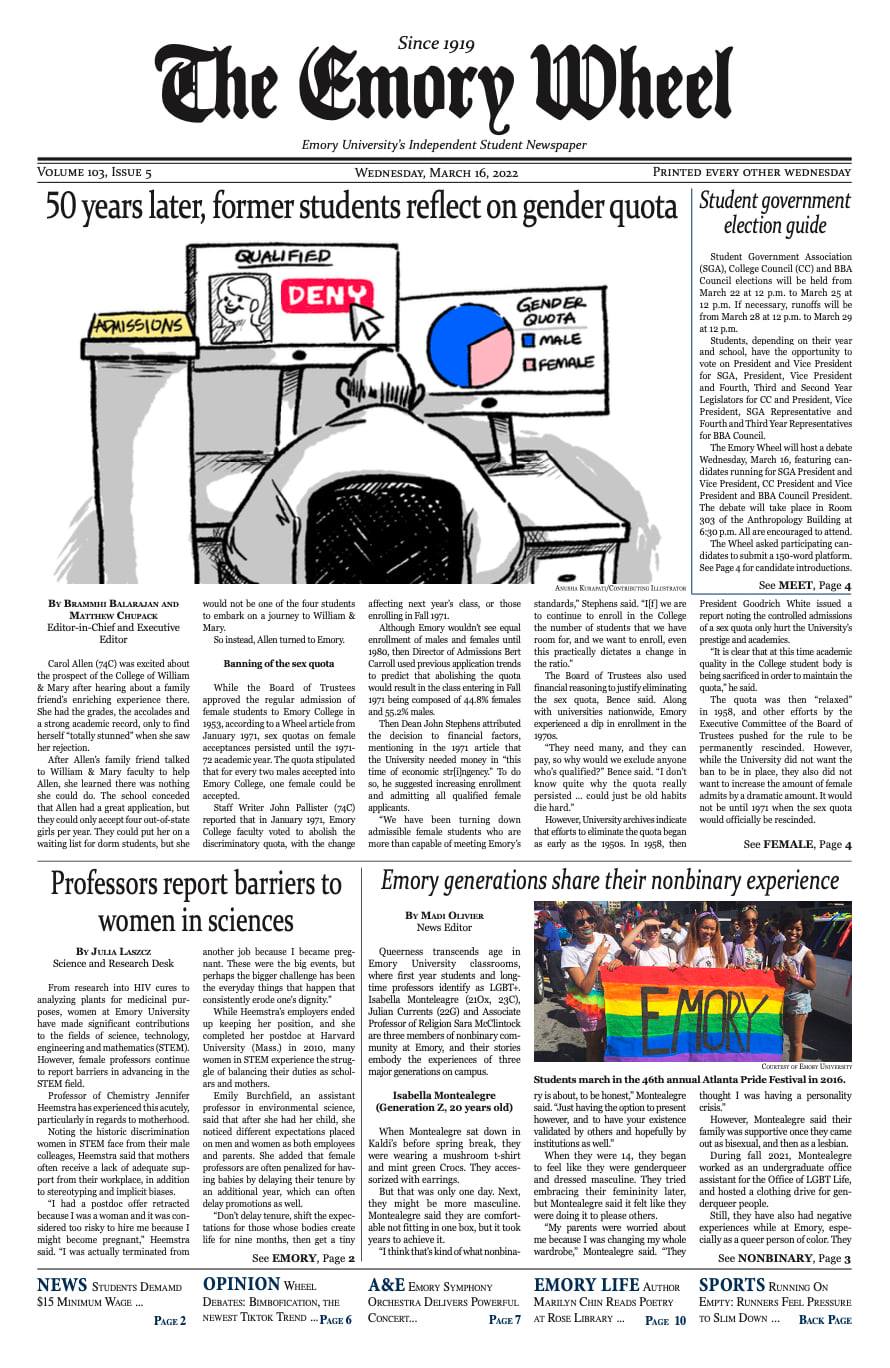 Since 1919
The Emory Wheel
Emory University's Independent Student Newspaper
Volume 103, Issue 5
Wednesday, March 16, 2022
Printed every other wednesday
50 years later, former students reflect on gender quota
QUALIFIED
DENY
ADMISSIONS
GENDER
QUOTA
MALE
FEMALE
Anusha Kurapati/Contributing Illustrator
By Brammhi Balarajan and
Matthew Chupack
Editor-in-Chief and Executive
Editor
Carol Allen (74C) was excited about
the prospect of the College of William
& Mary after hearing about a family
friend's enriching experience there.
She had the grades, the accolades and
a strong academic record, only to find
herself "totally stunned" when she saw
her rejection.
After Allen's family friend talked
to William & Mary faculty to help
Allen, she learned there was nothing
she could do. The school conceded
that Allen had a great application, but
they could only accept four out-of-state
girls per year. They could put her on a
waiting list for dorm students, but she
would not be one of the four students
to embark on a journey to William &
Mary.
So instead, Allen turned to Emory.
Banning of the sex quota
While the Board of Trustees
approved the regular admission of
female students to Emory College in
1953, according to a Wheel article from
January 1971, sex quotas on female
acceptances persisted until the 1971-
72 academic year. The quota stipulated
that for every two males accepted into
Emory College, one female could be
accepted.
Staff Writer John Pallister (74C)
reported that in January 1971, Emory
College faculty voted to abolish the
discriminatory quota, with the change
affecting next year's class, or those
enrolling in Fall 1971.
Although Emory wouldn't see equal
enrollment of males and females until
1980, then Director of Admissions Bert
Carroll used previous application trends
to predict that abolishing the quota
would result in the class entering in Fall
1971 being composed of 44.8% females
and 55.2% males.
Then Dean John Stephens attributed
the decision to financial factors,
mentioning in the 1971 article that
the University needed money in "this
time of economic str[i]ngency." To do
so, he suggested increasing enrollment
and admitting all qualified female
applicants.
"We have been turning down
admissible female students who are
more than capable of meeting Emory's
standards," Stephens said. "I[f] we are
to continue to enroll in the College
the number of students that we have
room for, and we want to enroll, even
this practically dictates a change in
the ratio."
The Board of Trustees also used
financial reasoning to justify eliminating
the sex quota, Bence said. Along
with universities nationwide, Emory
experienced a dip in enrollment in the
1970s.
"They need many, and they can
pay, so why would we exclude anyone
who's qualified?" Bence said. "I don't
know quite why the quota really
persisted ... could just be old habits
die hard."
However, University archives indicate
that efforts to eliminate the quota began
as early as the 1950s. In 1958, then
President Goodrich White issued a
report noting the controlled admissions
of a sex quota only hurt the University's
prestige and academics.
"It is clear that at this time academic
quality in the College student body is
being sacrificed in order to maintain the
quota," he said.
The quota was then "relaxed"
in 1958, and other efforts by the
Executive Committee of the Board of
Trustees pushed for the rule to be
permanently rescinded. However,
while the University did not want the
ban to be in place, they also did not
want to increase the amount of female
admits by a dramatic amount. It would
not be until 1971 when the sex quota
would officially be rescinded.
See FEMALE, Page 4
Student government
election guide
Student Government Association
(SGA), College Council (CC) and BBA
Council elections will be held from
March 22 at 12 p.m. to March 25 at
12 p.m. If necessary, runoffs will be
from March 28 at 12 p.m. to March 29
at 12 p.m.
Students, depending on their year
and school, have the opportunity to
vote on President and Vice President
for SGA, President, Vice President
and Fourth, Third and Second Year
Legislators for CC and President, Vice
President, SGA Representative and
Fourth and Third Year Representatives
for BBA Council.
The Emory Wheel will host a debate
Wednesday, March 16, featuring can-
didates running for SGA President and
Vice President, CC President and Vice
President and BBA Council President.
The debate will take place in Room
303 of the Anthropology Building at
6:30 p.m. All are encouraged to attend.
The Wheel asked participating can-
didates to submit a 150-word platform.
See Page 4 for candidate introductions.
See MEET, Page 4
Professors report barriers to
women in sciences
By Julia Laszcz
Science and Research Desk
From research into HIV cures to
analyzing plants for medicinal pur-
poses, women at Emory University
have made significant contributions
to the fields of science, technology,
engineering and mathematics (STEM).
However, female professors continue
to report barriers in advancing in the
STEM field.
Professor of Chemistry Jennifer
Heemstra has experienced this acutely,
particularly in regards to motherhood.
Noting the historic discrimination
women in STEM face from their male
colleages, Heemstra said that mothers
often receive a lack of adequate sup-
port from their workplace, in addition
to stereotyping and implicit biases.
"I had a postdoc offer retracted
because I was a woman and it was con-
sidered too risky to hire me because I
might become pregnant," Heemstra
said. "I was actually terminated from
another job because I became preg-
nant. These were the big events, but
perhaps the bigger challenge has been
the everyday things that happen that
consistently erode one's dignity."
While Heemstra's employers ended
up keeping her position, and she
completed her postdoc at Harvard
University (Mass.) in 2010, many
women in STEM experience the strug-
gle of balancing their duties as schol-
ars and mothers.
Emily Burchfield, an assistant
professor in environmental science,
said that after she had her child, she
noticed different expectations placed
on men and women as both employees
and parents. She added that female
professors are often penalized for hav-
ing babies by delaying their tenure by
an additional year, which can often
delay promotions as well.
"Don't delay tenure, shift the expec-
tations for those whose bodies create
life for nine months, then get a tiny
See EMORY, Page 2
Emory generations share their nonbinary experience
By Madi Olivier
News Editor
Queerness transcends age in
Emory University classrooms,
where first year students and long-
time professors identify as LGBT+.
Isabella Monteleagre (21Ox, 23C),
Julian Currents (22G) and Associate
Professor of Religion Sara McClintock
are three members of nonbinary com-
munity at Emory, and their stories
embody the experiences of three
major generations on campus.
Isabella Montealegre
(Generation Z, 20 years old)
When Montealegre sat down in
Kaldi's before spring break, they
were wearing a mushroom t-shirt
and mint green Crocs. They acces-
sorized with earrings.
But that was only one day. Next,
they might be more masculine.
Montealegre said they are comfort-
able not fitting in one box, but it took
years to achieve it.
"I think that's kind of what nonbina-
EMORY
Courtesy of Emory University
Students march in the 46th annual Atlanta Pride Festival in 2016.
ry is about, to be honest," Montealegre
said. "Just having the option to present
however, and to have your existence
validated by others and hopefully by
institutions as well."
When they were 14, they began
to feel like they were genderqueer
and dressed masculine. They tried
embracing their femininity later,
but Montealegre said it felt like they
were doing it to please others.
"My parents were worried about
me because I was changing my whole
wardrobe," Montealegre said. "They
thought I was having a personality
crisis."
However, Montealegre said their
family was supportive once they came
out as bisexual, and then as a lesbian.
During fall 2021, Montealegre
worked as an undergraduate office
assistant for the Office of LGBT Life,
and hosted a clothing drive for gen-
derqueer people.
Still, they have also had negative
experiences while at Emory, espe-
cially as a queer person of color. They
See NONBINARY, Page 3
NEWS Students Demamd
$15 Minimum Wage ...
Page 2
OPINION Wheel
Debates: Bimbofication, the
newest Tiktok Trend ... Page 6
A&E Emory Symphony
Orchestra Delivers Powerful
Concert... Page 7
EMORY LIFE Author
Marilyn Chin Reads Poetry
at Rose Library ... Page 10
SPORTS Running On
Empty: Runners Feel Pressure
to Slim Down ... Back Page